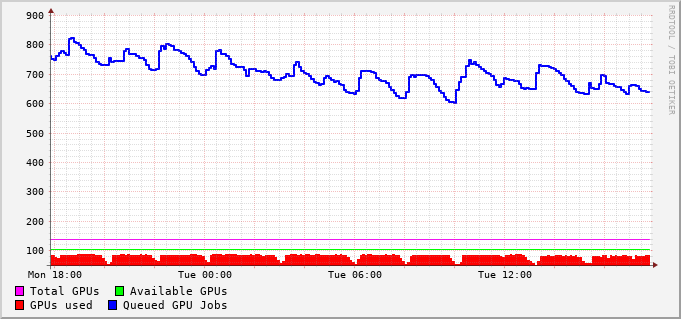 900
800
700
600
500
400
300
200
100
Mon 18:00 Tue 00:00 Tue 06:00 Tue 12:00
Total GPUs Available GPUs
GPUs used Queued GPU Jobs
RRDTOOL / TOBI OETIKER